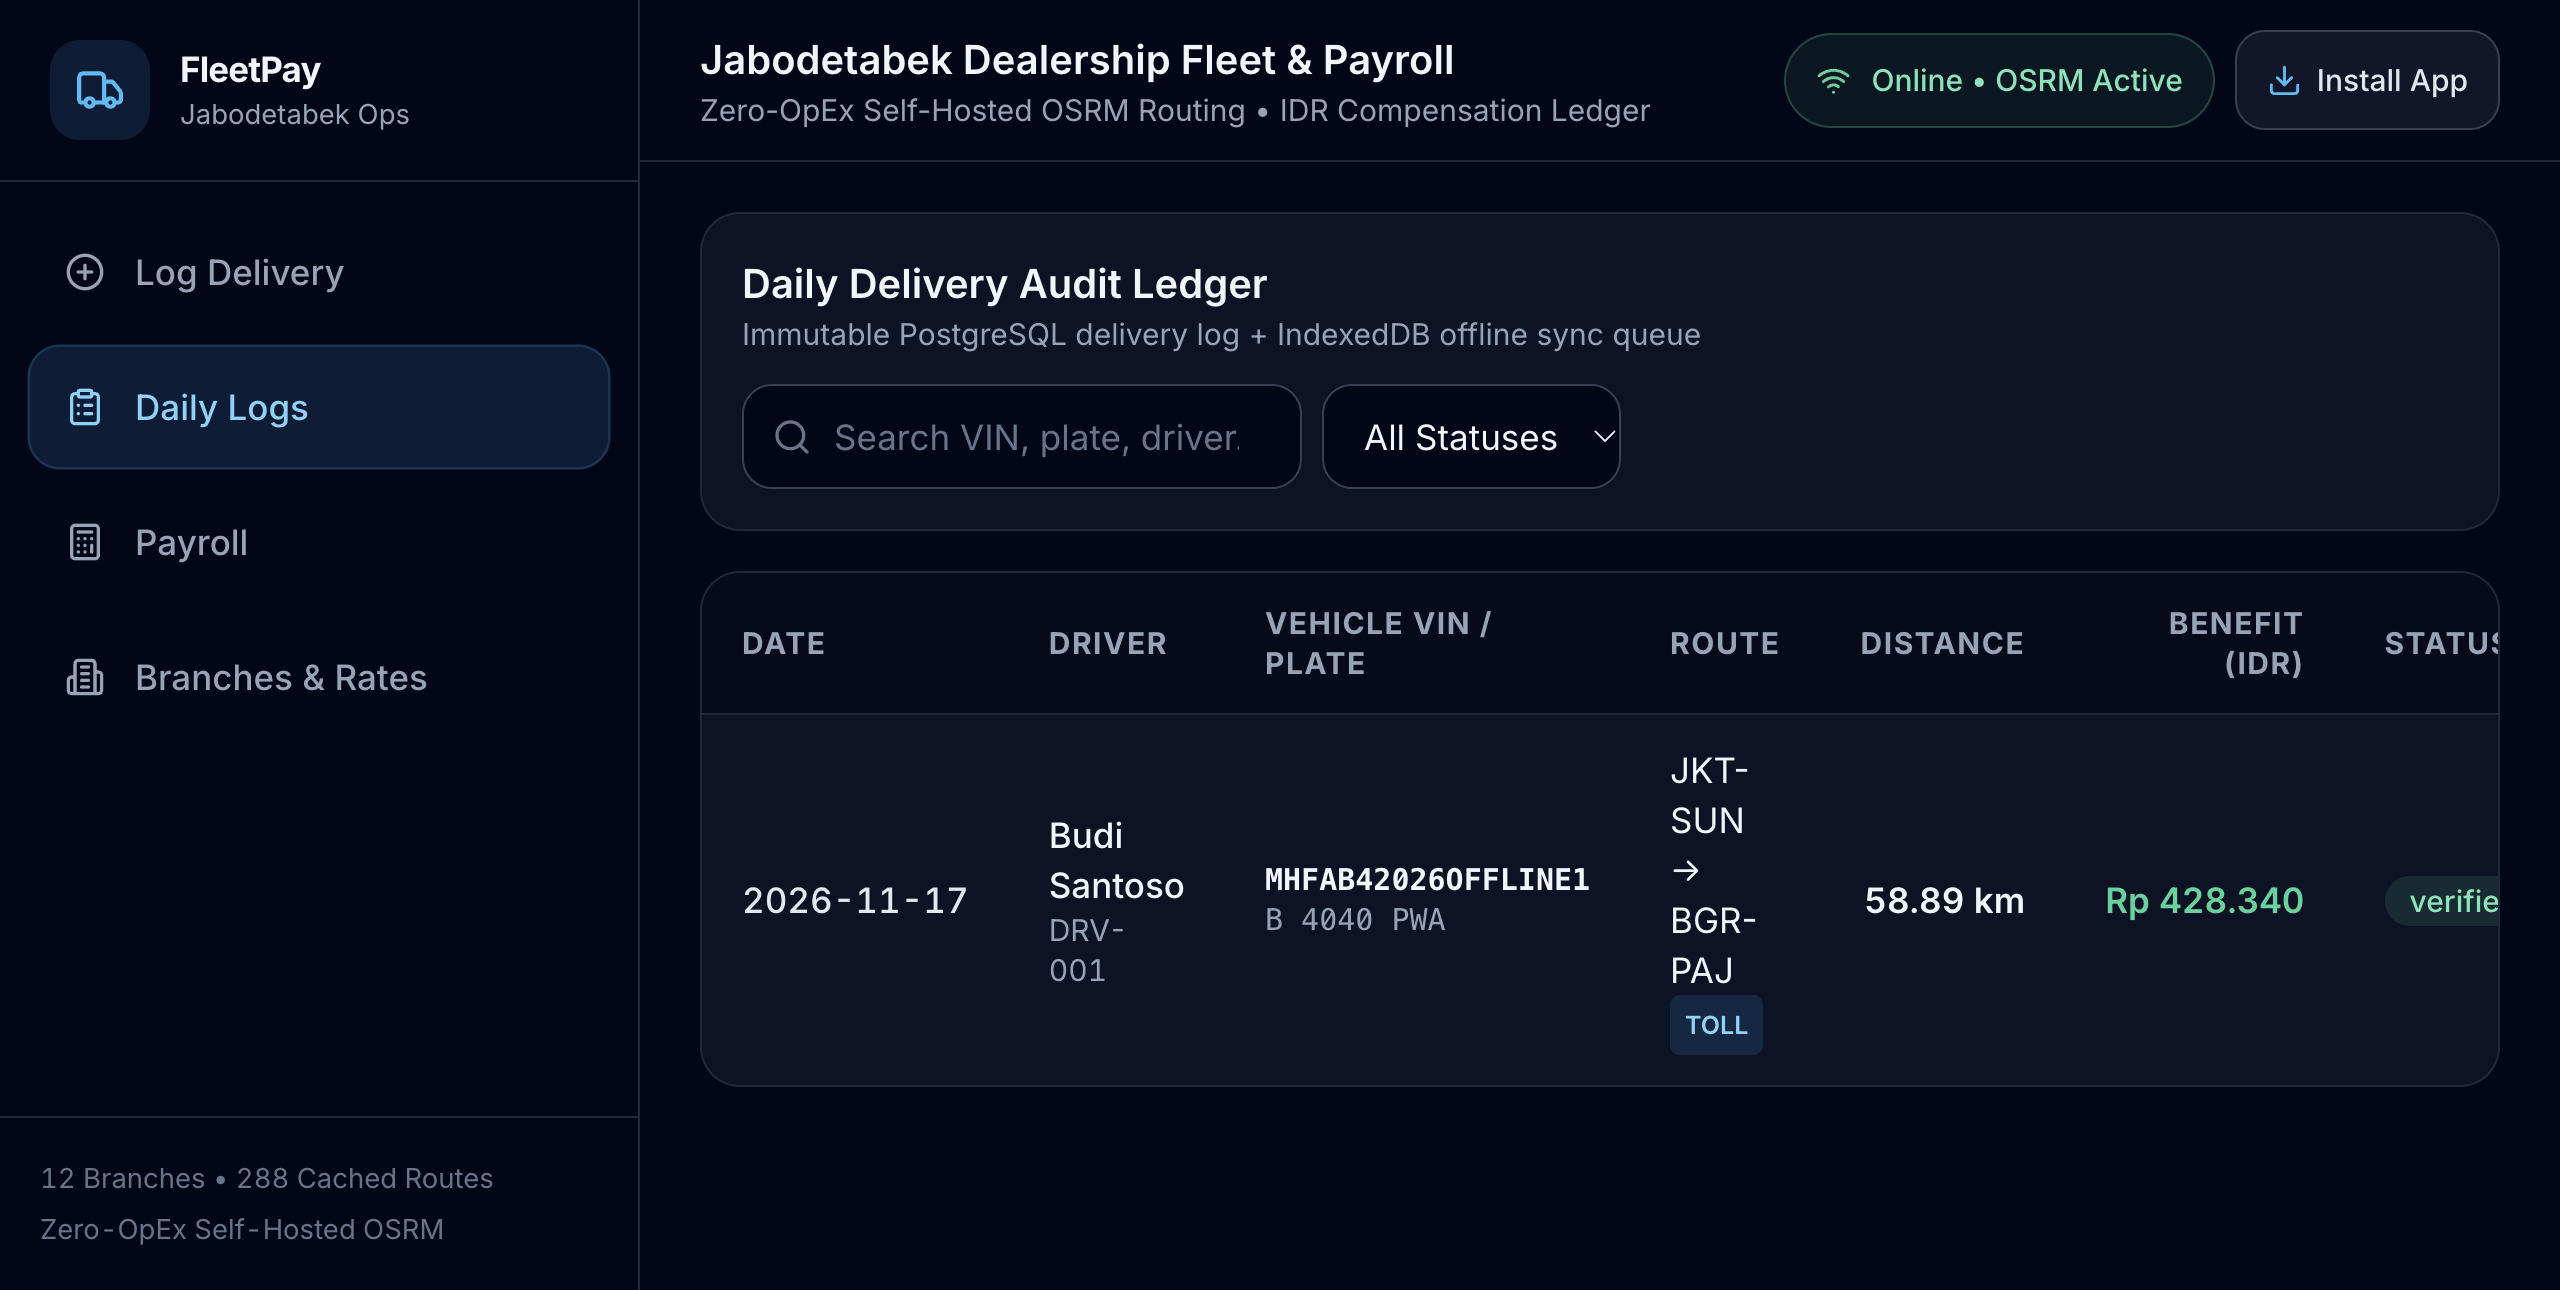 FleetPay
Jabodetabek Ops
Log Delivery
Daily Logs
Payroll
Branches & Rates
12 Branches • 288 Cached Routes
Zero-OpEx Self-Hosted OSRM
Jabodetabek Dealership Fleet & Payroll
Zero-OpEx Self-Hosted OSRM Routing • IDR Compensation Ledger
Online • OSRM Active
Install App
Daily Delivery Audit Ledger
Immutable PostgreSQL delivery log + IndexedDB offline sync queue
Search VIN, plate, driver.
All Statuses
DATE
DRIVER
VEHICLE VIN /
PLATE
ROUTE
DISTANCE
BENEFIT
(IDR)
STATUS
2026-11-17
Budi
Santoso
DRV-
001
MHFAB42026OFFLINE1
B 4040 PWA
JKT-
SUN
→
BGR-
PAJ
TOLL
58.89 km
Rp 428.340
verifie